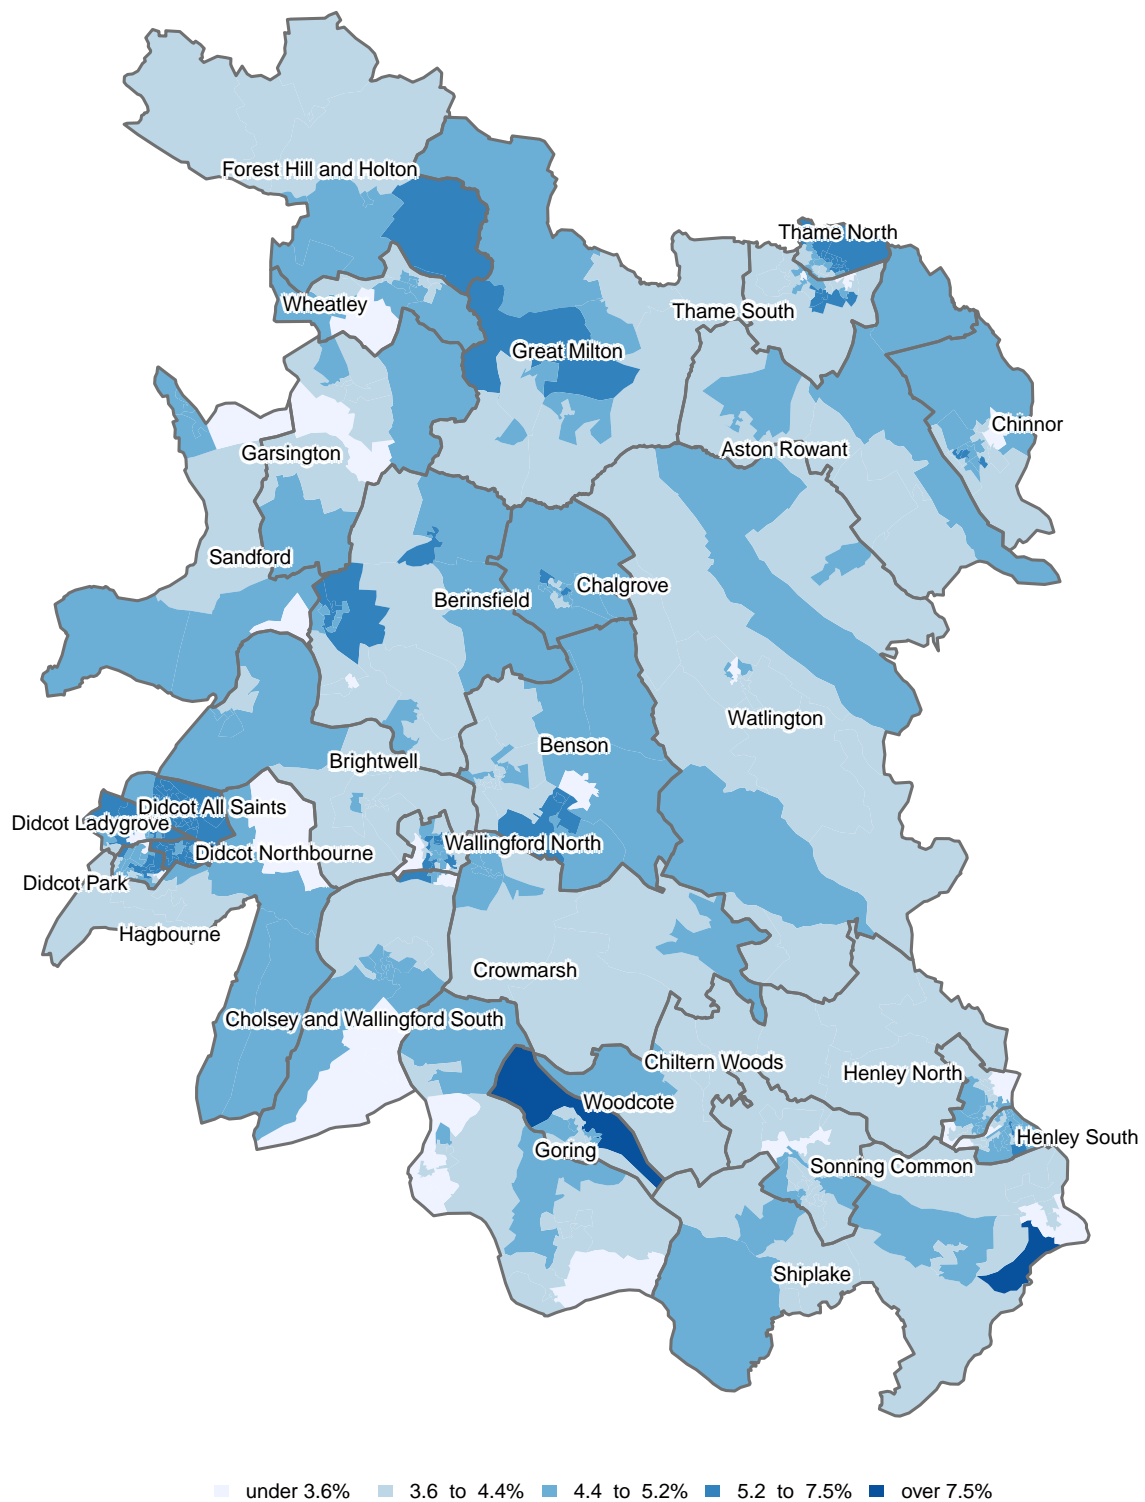 Forest Hill and Holton
Thame North
Wheatley
Thame South
Great Milton
Chinnor
Aston Rowant
Garsington
Sandford
Chalgrove
Berinsfield
Watlington
Benson
Brightwell
Didcot All Saints
Didcot Ladygrove
Wallingford North
Didcot Northbourne
Didcot Park
Hagbourne
Crowmarsh
Cholsey and Wallingford South
Chiltern Woods
Henley North
Woodcote
Henley South
Goring
Sonning Common
Shiplake
under 3.6% 3.6 to 4.4% 4.4 to 5.2% 5.2 to 7.5% over 7.5%